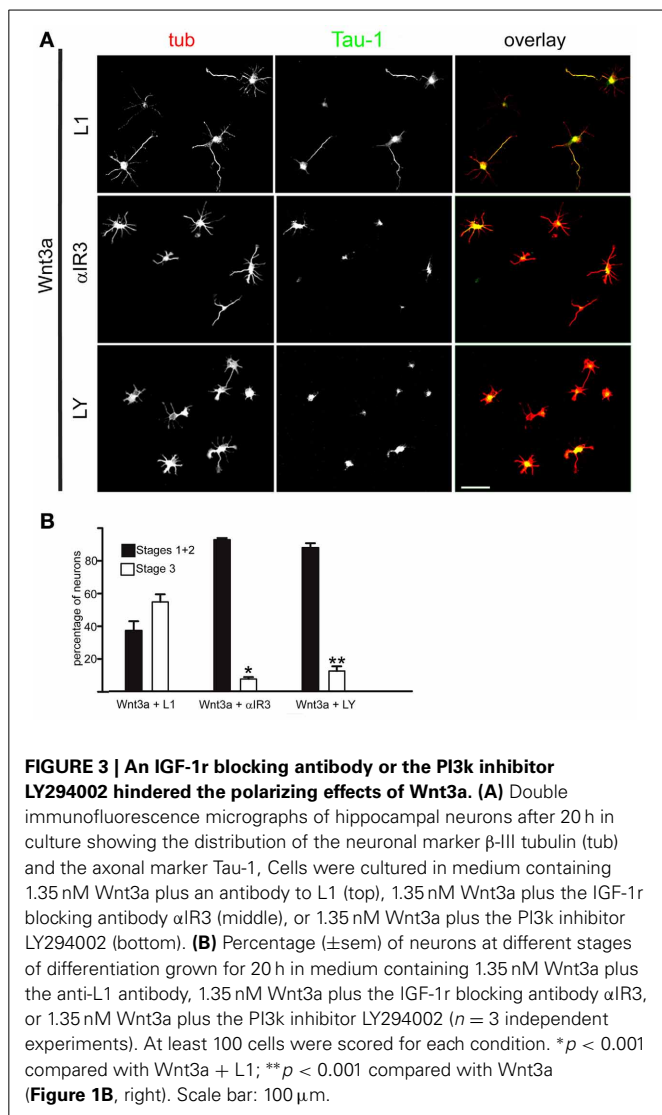 A
tub Tau-1 overlay
Wnt3a
L1
αIR3
LY
B
percentage of neurons
80
60
40
20
Stages 1+2
Stage 3
* **
Wnt3a + L1 Wnt3a + αIR3 Wnt3a + LY
FIGURE 3 | An IGF-1r blocking antibody or the PI3k inhibitor
LY294002 hindered the polarizing effects of Wnt3a. (A) Double
immunofluorescence micrographs of hippocampal neurons after 20 h in
culture showing the distribution of the neuronal marker β-III tubulin (tub)
and the axonal marker Tau-1, Cells were cultured in medium containing
1.35 nM Wnt3a plus an antibody to L1 (top), 1.35 nM Wnt3a plus the IGF-1r
blocking antibody αIR3 (middle), or 1.35 nM Wnt3a plus the PI3k inhibitor
LY294002 (bottom). (B) Percentage (±sem) of neurons at different stages
of differentiation grown for 20 h in medium containing 1.35 nM Wnt3a plus
the anti-L1 antibody, 1.35 nM Wnt3a plus the IGF-1r blocking antibody αIR3,
or 1.35 nM Wnt3a plus the PI3k inhibitor LY294002 (n = 3 independent
experiments). At least 100 cells were scored for each condition. *p < 0.001
compared with Wnt3a + L1; **p < 0.001 compared with Wnt3a
(Figure 1B, right). Scale bar: 100 μm.